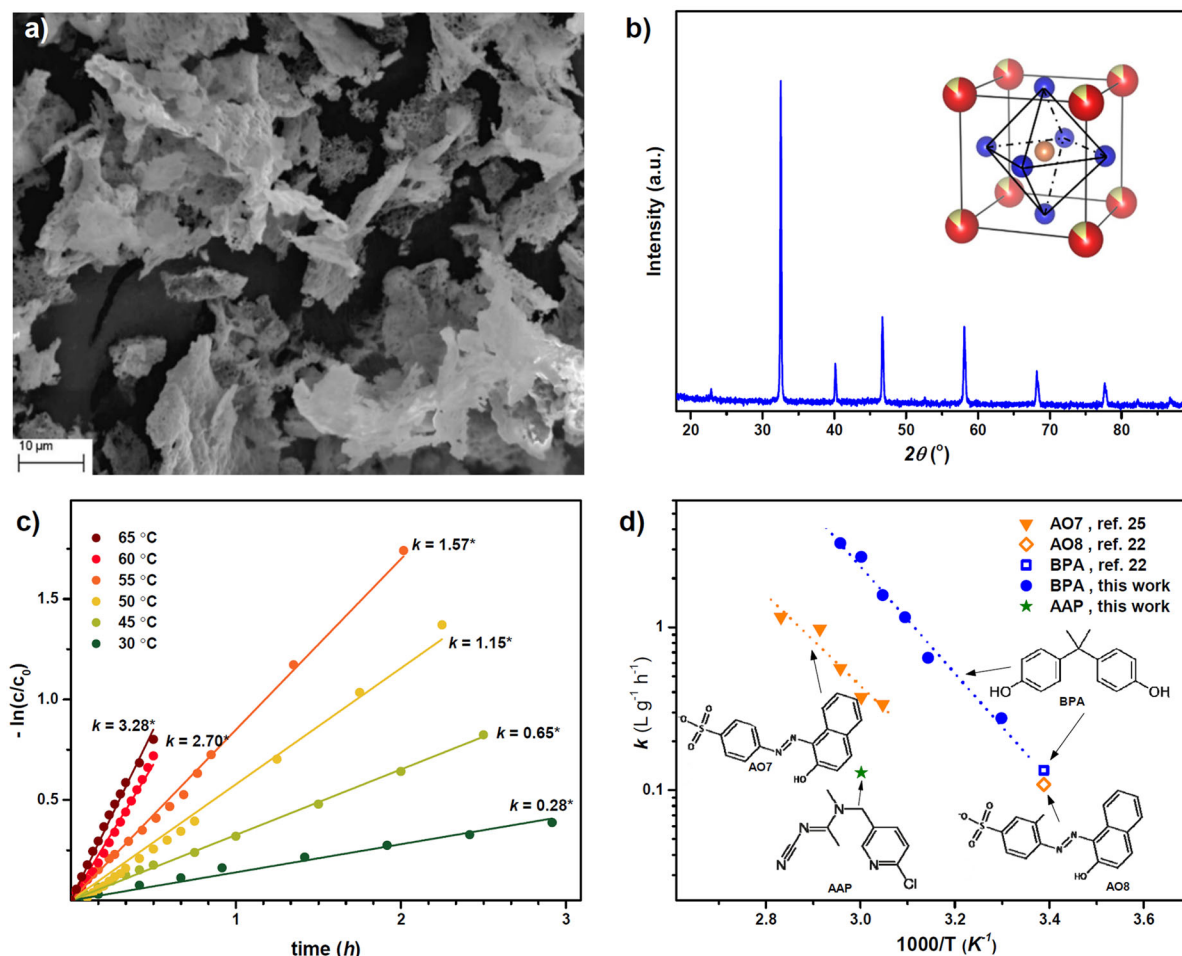 a)
10 µm
b)
Intensity (a.u.)
20 30 40 50 60 70 80
2θ (°)
c)
65 °C
60 °C
55 °C
50 °C
45 °C
30 °C
k = 1.57*
k = 1.15*
k = 3.28*
k = 2.70*
k = 0.65*
k = 0.28*
- ln(c/c₀)
1.5
1.0
0.5
1 2 3
time (h)
d)
AO7 , ref. 25
AO8 , ref. 22
BPA , ref. 22
BPA , this work
AAP , this work
k (L g⁻¹ h⁻¹)
1
0.1
HO
OH
BPA
O
⁻O
S
O
N
N
HO
AO7
N
N
N
N
Cl
AAP
O
⁻O
S
O
N
N
HO
AO8
2.8 3.0 3.2 3.4 3.6
1000/T (K⁻¹)